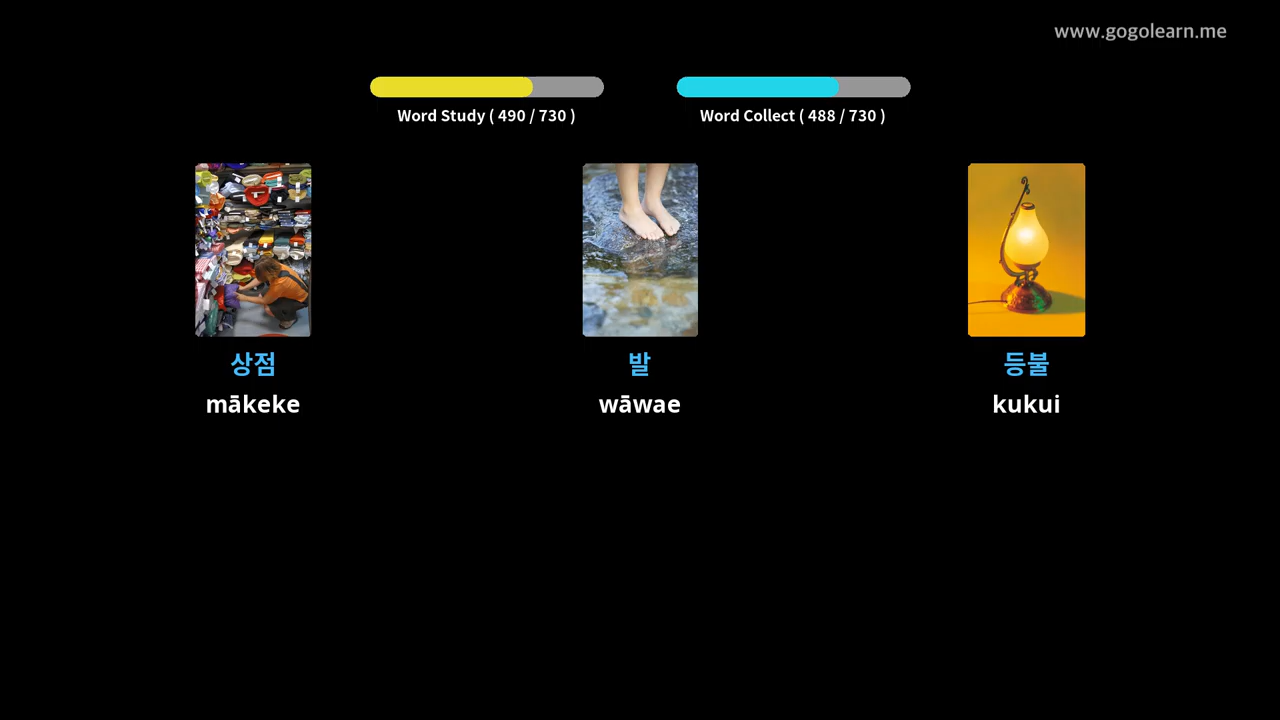 www.gogolearn.me
Word Study ( 490 / 730 )
Word Collect ( 488 / 730 )
상점
발
등불
mākeke
wāwae
kukui